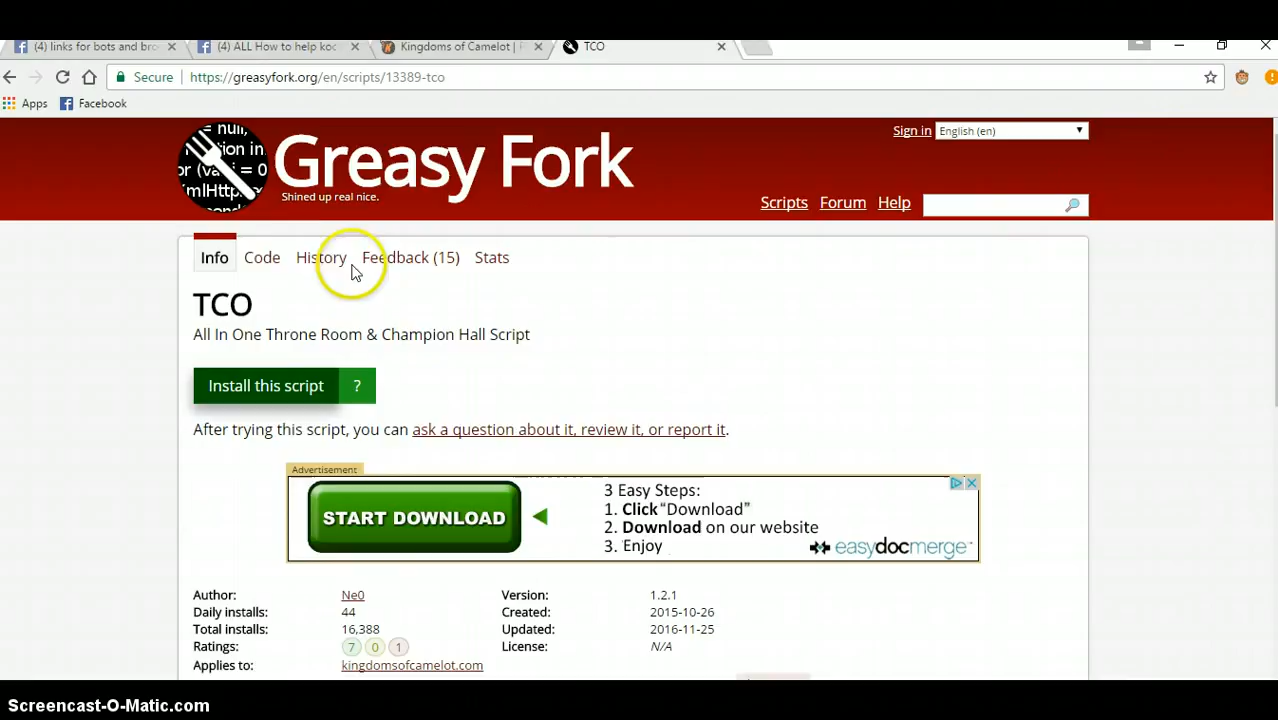 (4) links for bots and bro
(4) ALL How to help koc
Kingdoms of Camelot |
TCO
Secure
https://greasyfork.org/en/scripts/13389-tco
Apps
Facebook
Greasy Fork
Shined up real nice.
Sign in
English (en)
Scripts
Forum
Help
Info
Code
History
Feedback (15)
Stats
TCO
All In One Throne Room & Champion Hall Script
Install this script
?
After trying this script, you can ask a question about it, review it, or report it.
Advertisement
START DOWNLOAD
3 Easy Steps:
1. Click “Download”
2. Download on our website
3. Enjoy
easydocmerge
Author: Ne0
Version: 1.2.1
Daily installs: 44
Created: 2015-10-26
Total installs: 16,388
Updated: 2016-11-25
Ratings: 7 0 1
License: N/A
Applies to: kingdomsofcamelot.com
Screencast-O-Matic.com